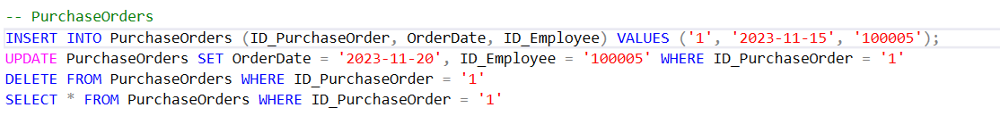 -- PurchaseOrders
INSERT INTO PurchaseOrders (ID_PurchaseOrder, OrderDate, ID_Employee) VALUES ('1', '2023-11-15', '100005');
UPDATE PurchaseOrders SET OrderDate = '2023-11-20', ID_Employee = '100005' WHERE ID_PurchaseOrder = '1'
DELETE FROM PurchaseOrders WHERE ID_PurchaseOrder = '1'
SELECT * FROM PurchaseOrders WHERE ID_PurchaseOrder = '1'